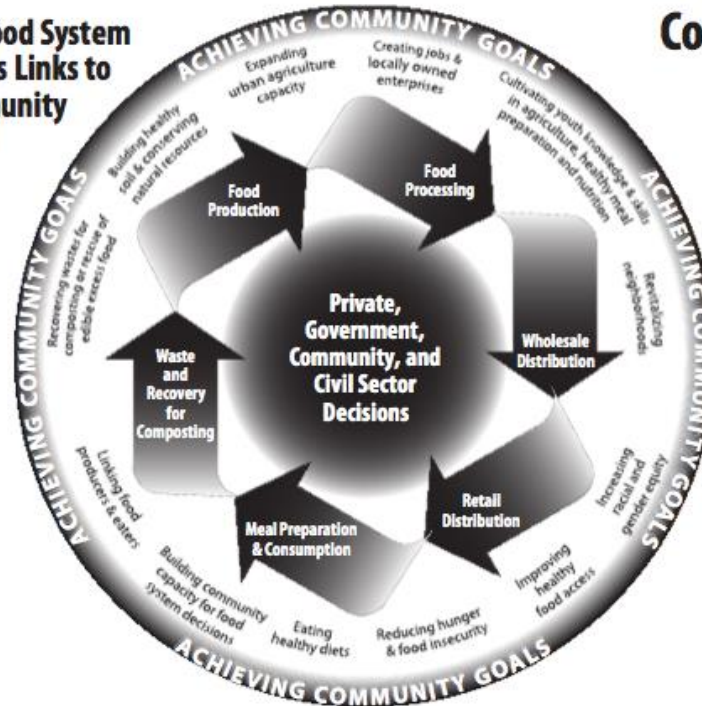 ood System
s Links to
munity
Co
ACHIEVING COMMUNITY GOALS
Expanding
urban agriculture
capacity
Creating jobs &
locally owned
enterprises
Cultivating youth knowledge & skills
in agriculture, healthy meal
preparation and nutrition
ACHIEVING COMMUNITY GOALS
Revitalizing
neighborhoods
Increasing
racial and
gender equity
Improving
healthy
food access
Reducing hunger
& food insecurity
Eating
healthy diets
Building community
capacity for food
system decisions
ACHIEVING COMMUNITY GOALS
Linking food
producers & eaters
Recovering wastes for
composting or rescue of
edible excess food
Building healthy
soil & conserving
natural resources
ACHIEVING COMMUNITY GOALS
Food
Production
Food
Processing
Wholesale
Distribution
Retail
Distribution
Meal Preparation
& Consumption
Waste
and
Recovery
for
Composting
Private,
Government,
Community, and
Civil Sector
Decisions